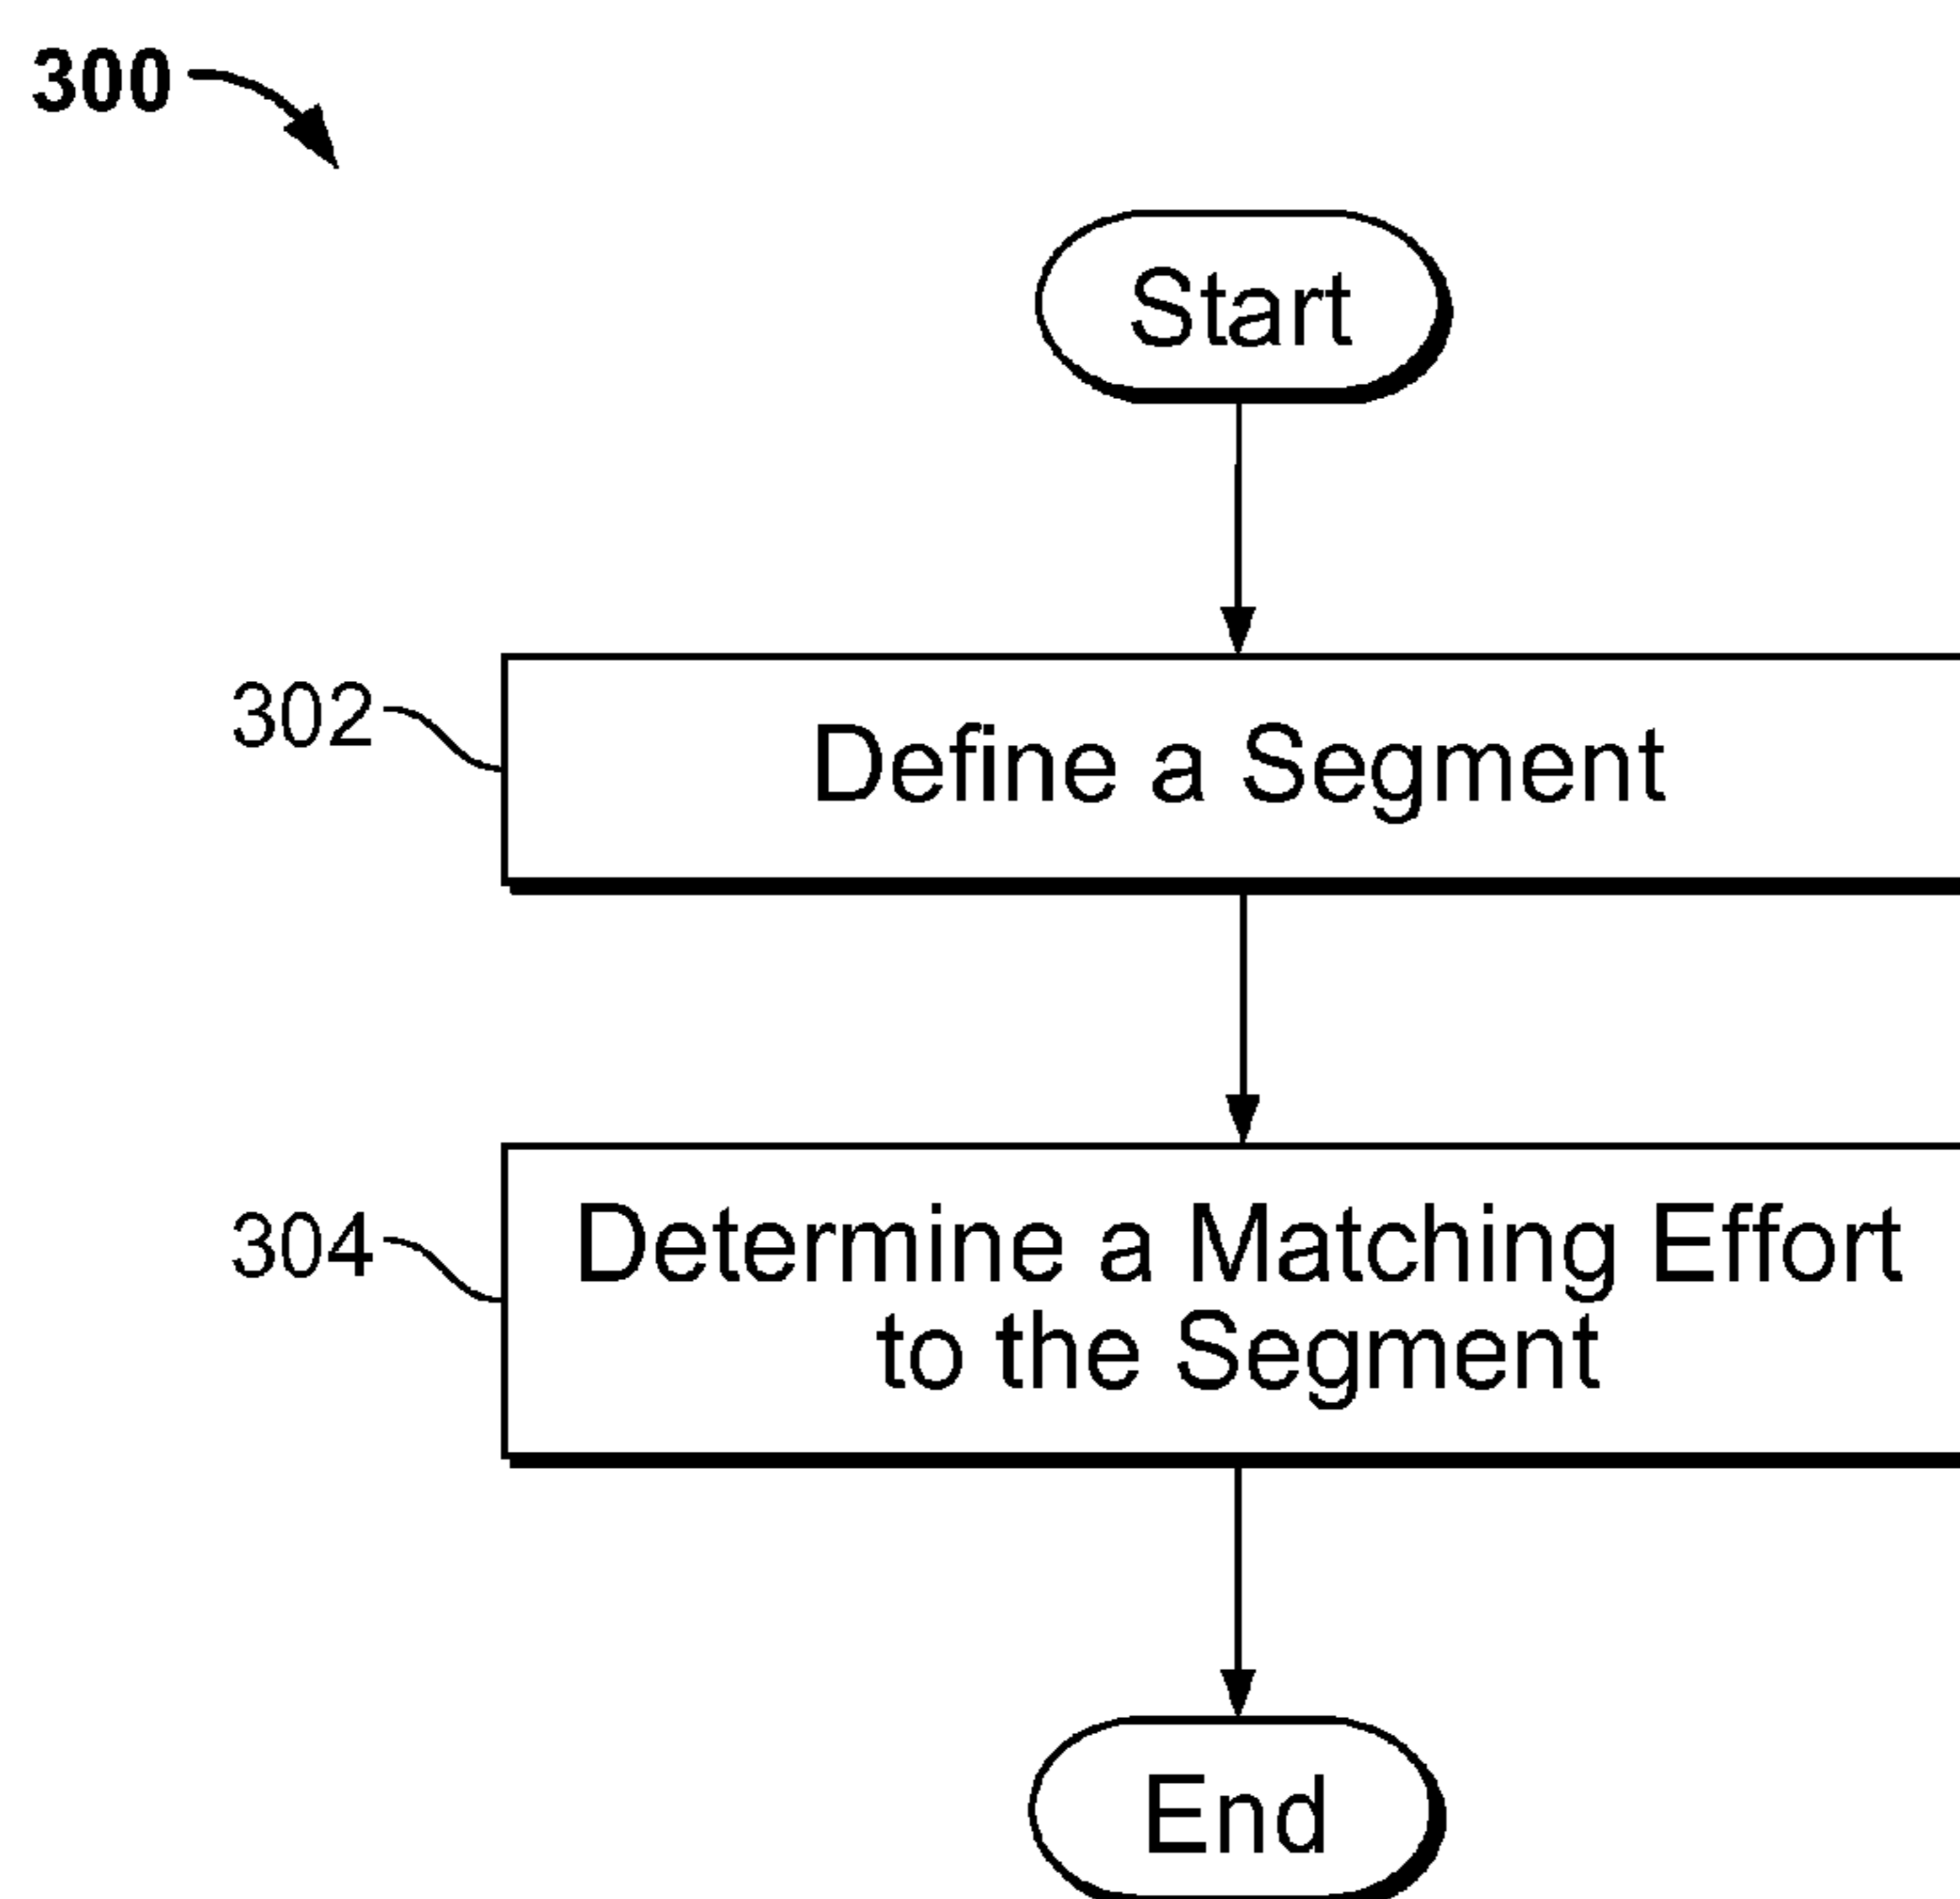 300
Start
302
Define a Segment
304
Determine a Matching Effort
to the Segment
End